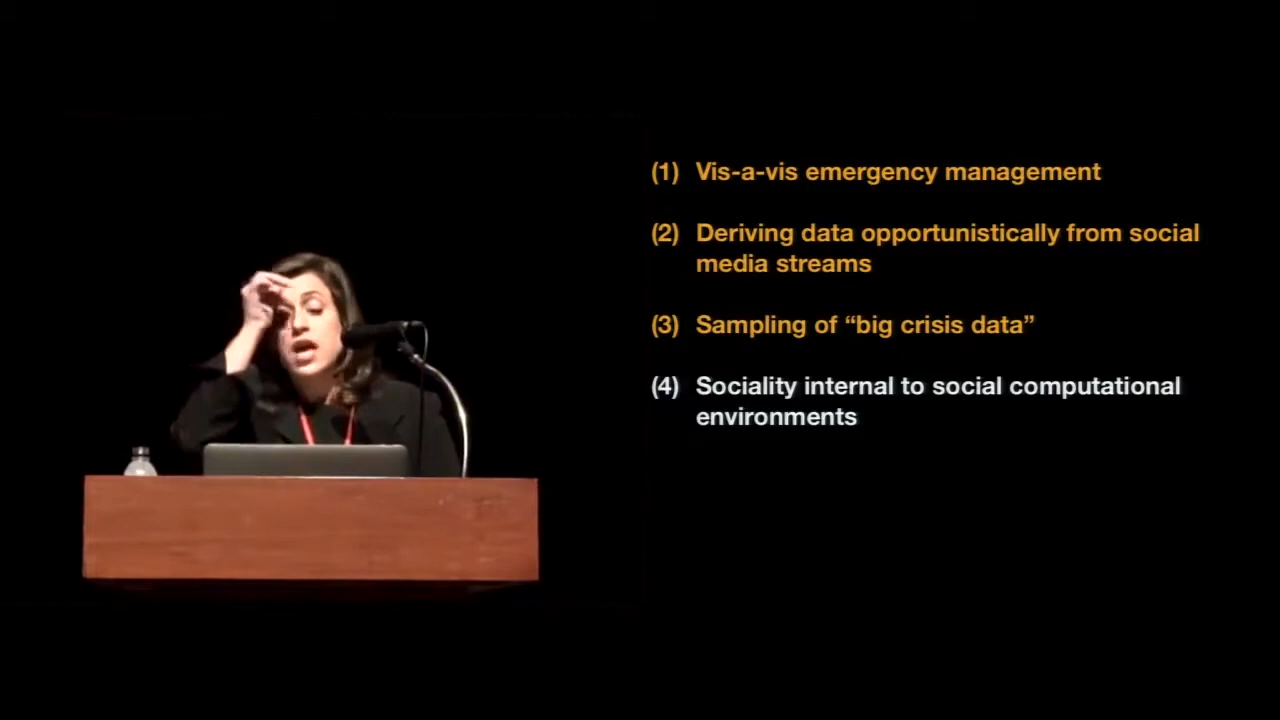 (1) Vis-a-vis emergency management
(2) Deriving data opportunistically from social
media streams
(3) Sampling of “big crisis data”
(4) Sociality internal to social computational
environments